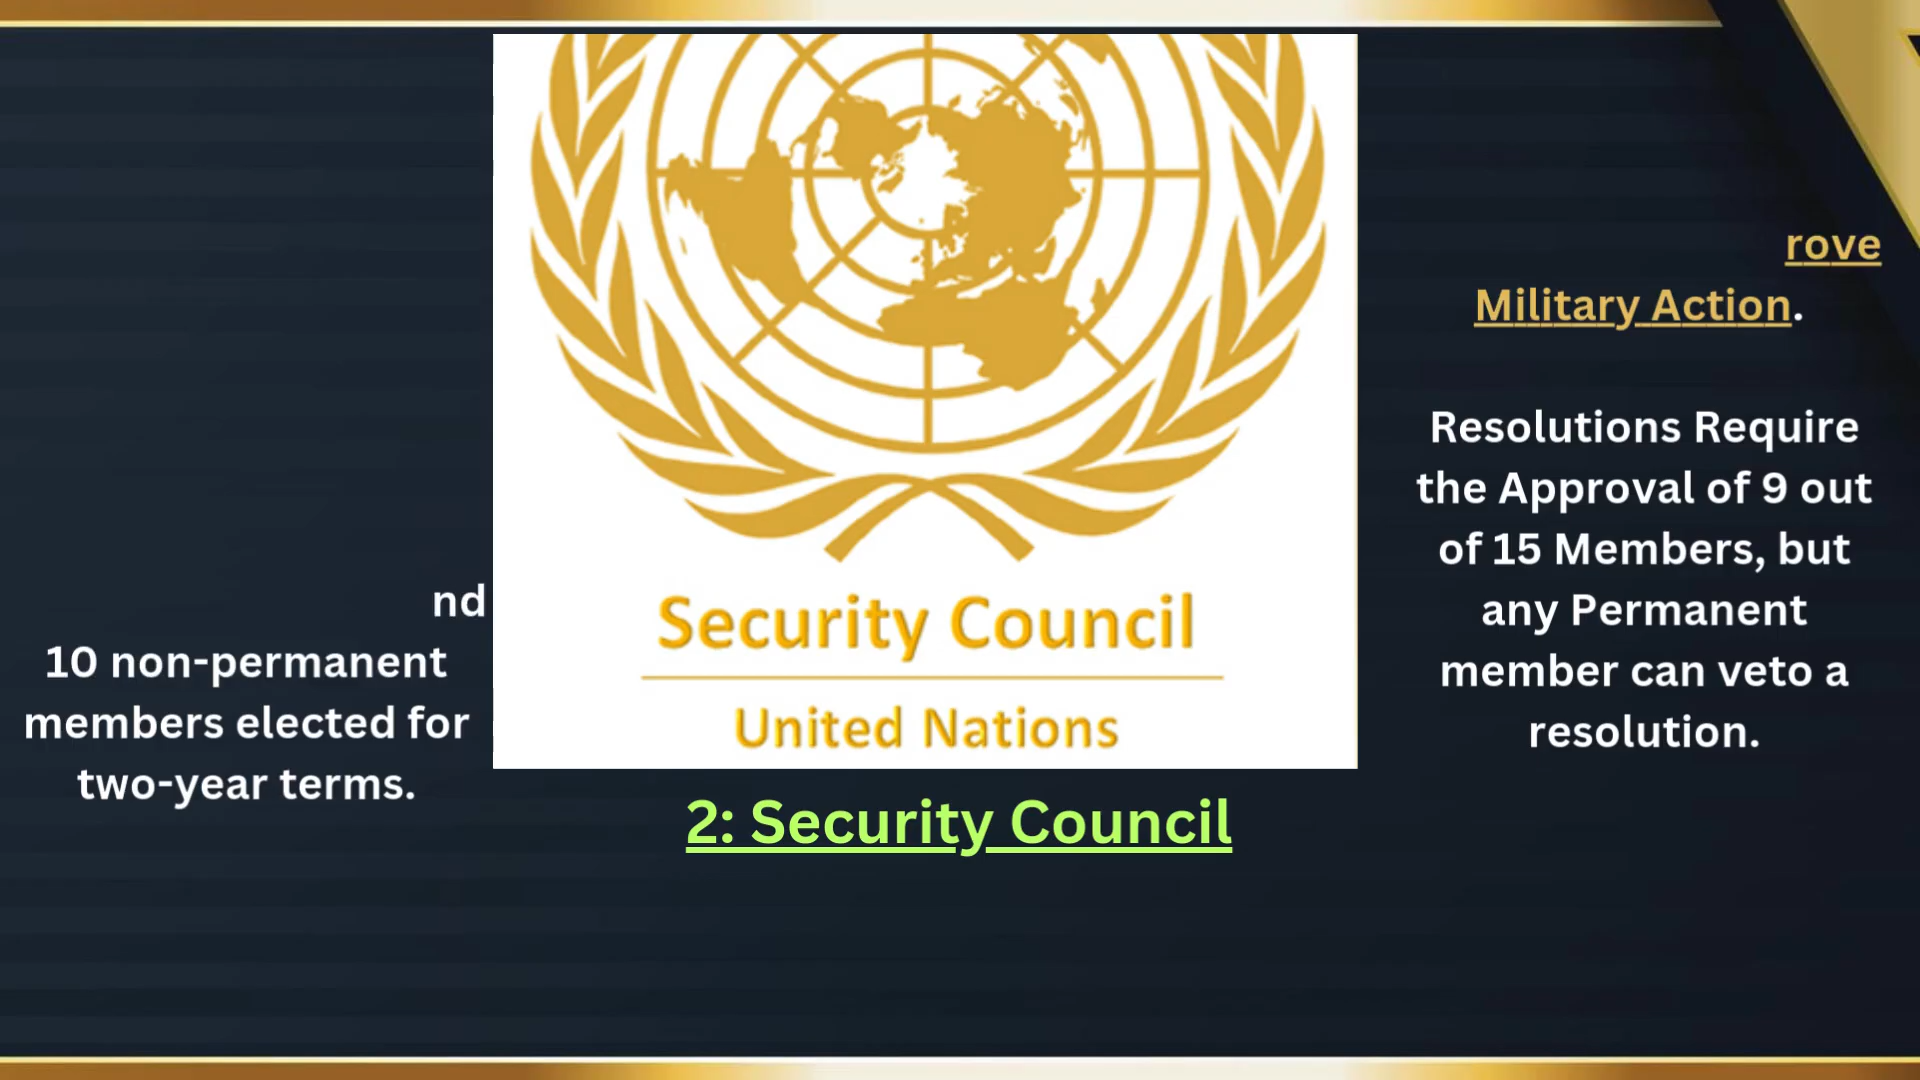 nd
10 non-permanent
members elected for
two-year terms.
Security Council
United Nations
2: Security Council
rove
Military Action.
Resolutions Require
the Approval of 9 out
of 15 Members, but
any Permanent
member can veto a
resolution.